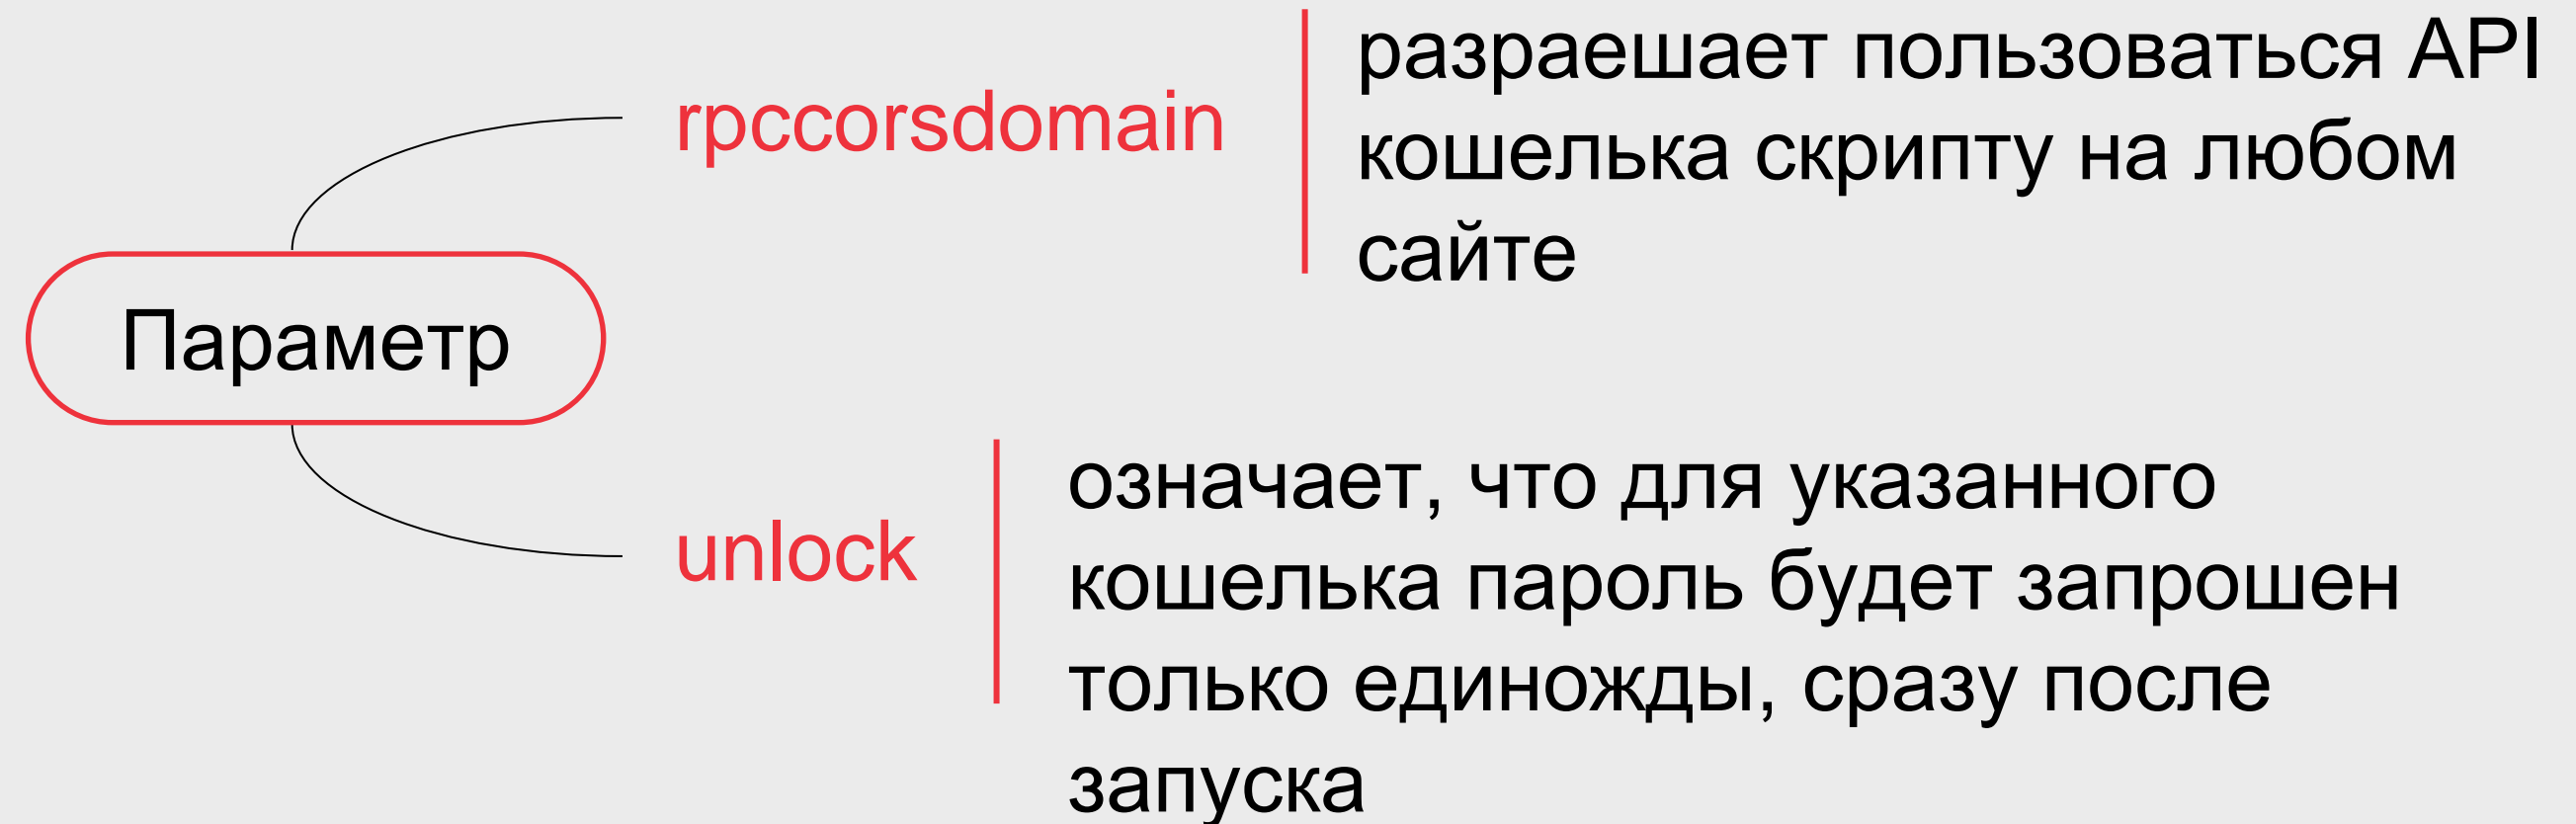 Параметр
rpccorsdomain
разраешает пользоваться API
кошелька скрипту на любом
сайте
unlock
означает, что для указанного
кошелька пароль будет запрошен
только единожды, сразу после
запуска